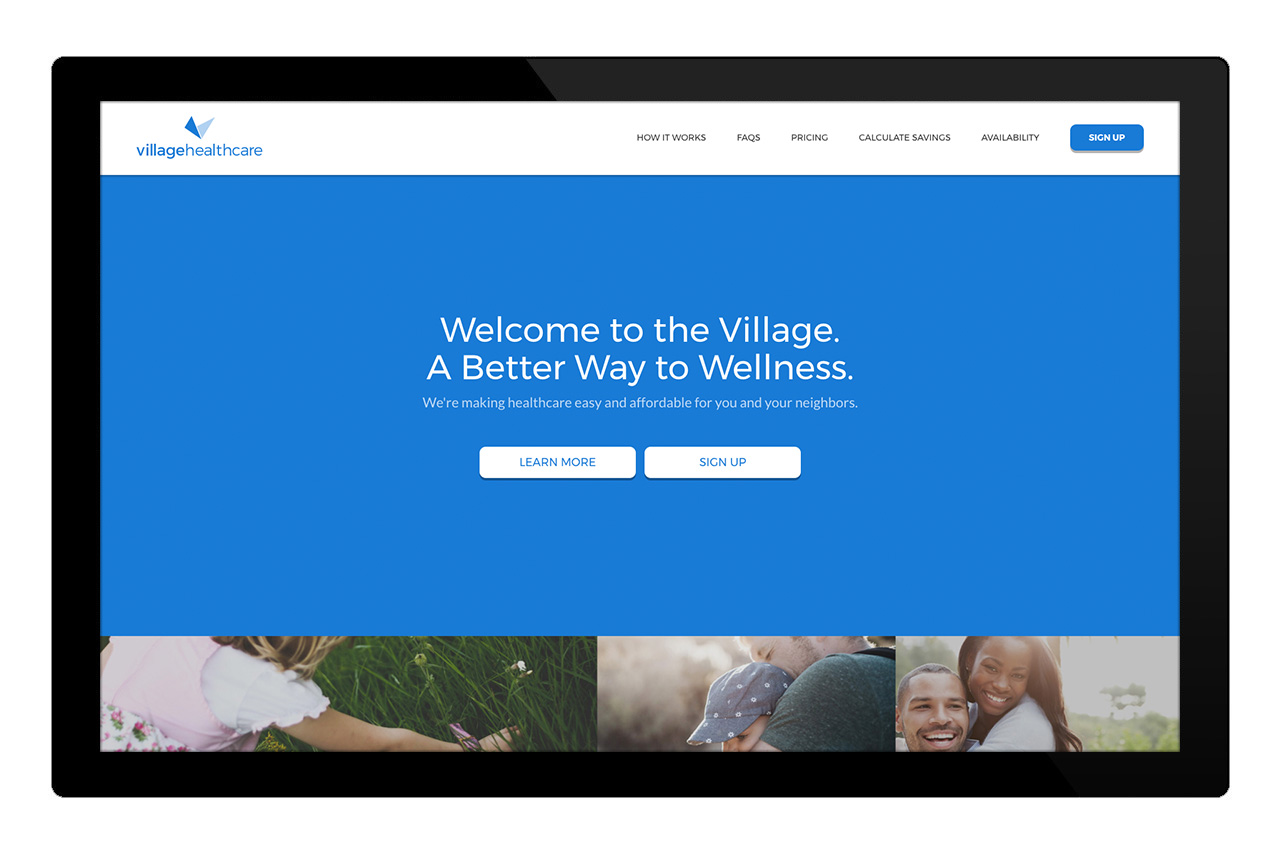 villagehealthcare
HOW IT WORKS
FAQS
PRICING
CALCULATE SAVINGS
AVAILABILITY
SIGN UP
Welcome to the Village.
A Better Way to Wellness.
We're making healthcare easy and affordable for you and your neighbors.
LEARN MORE
SIGN UP